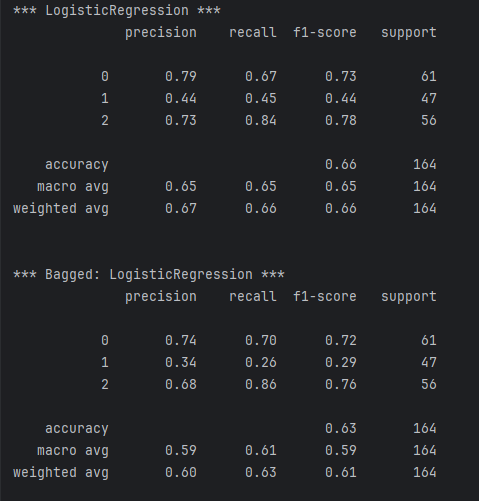 *** LogisticRegression ***
precision recall f1-score support
0 0.79 0.67 0.73 61
1 0.44 0.45 0.44 47
2 0.73 0.84 0.78 56
accuracy 0.66 164
macro avg 0.65 0.65 0.65 164
weighted avg 0.67 0.66 0.66 164
*** Bagged: LogisticRegression ***
precision recall f1-score support
0 0.74 0.70 0.72 61
1 0.34 0.26 0.29 47
2 0.68 0.86 0.76 56
accuracy 0.63 164
macro avg 0.59 0.61 0.59 164
weighted avg 0.60 0.63 0.61 164